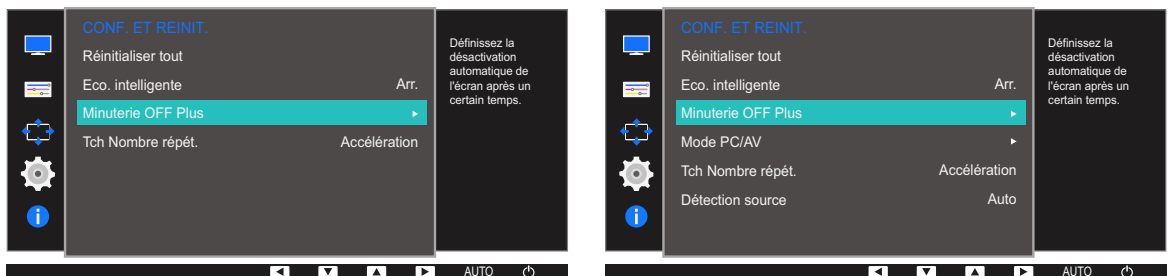 CONF. ET REINIT.
Réinitialiser tout
Eco. intelligente Arr.
Minuterie OFF Plus
Tch Nombre répét. Accélération
Définissez la
désactivation
automatique de
l'écran après un
certain temps.
AUTO
CONF. ET REINIT.
Réinitialiser tout
Eco. intelligente Arr.
Minuterie OFF Plus
Mode PC/AV
Tch Nombre répét. Accélération
Détection source Auto
Définissez la
désactivation
automatique de
l'écran après un
certain temps.
AUTO